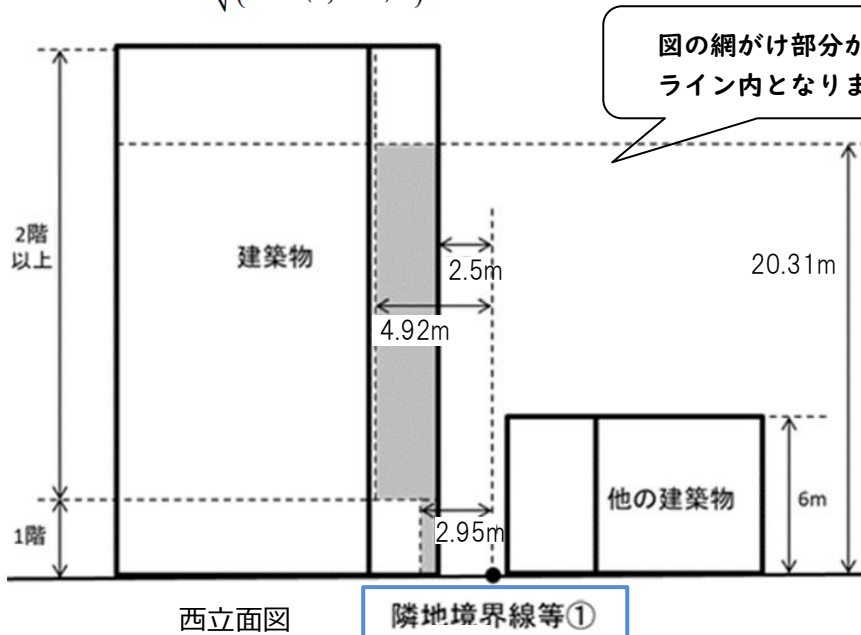 図の網がけ部分が
ライン内となりま
2階
以上
建築物
2.5m
20.31m
4.92m
他の建築物
6m
1階
2.95m
西立面図
隣地境界線等①